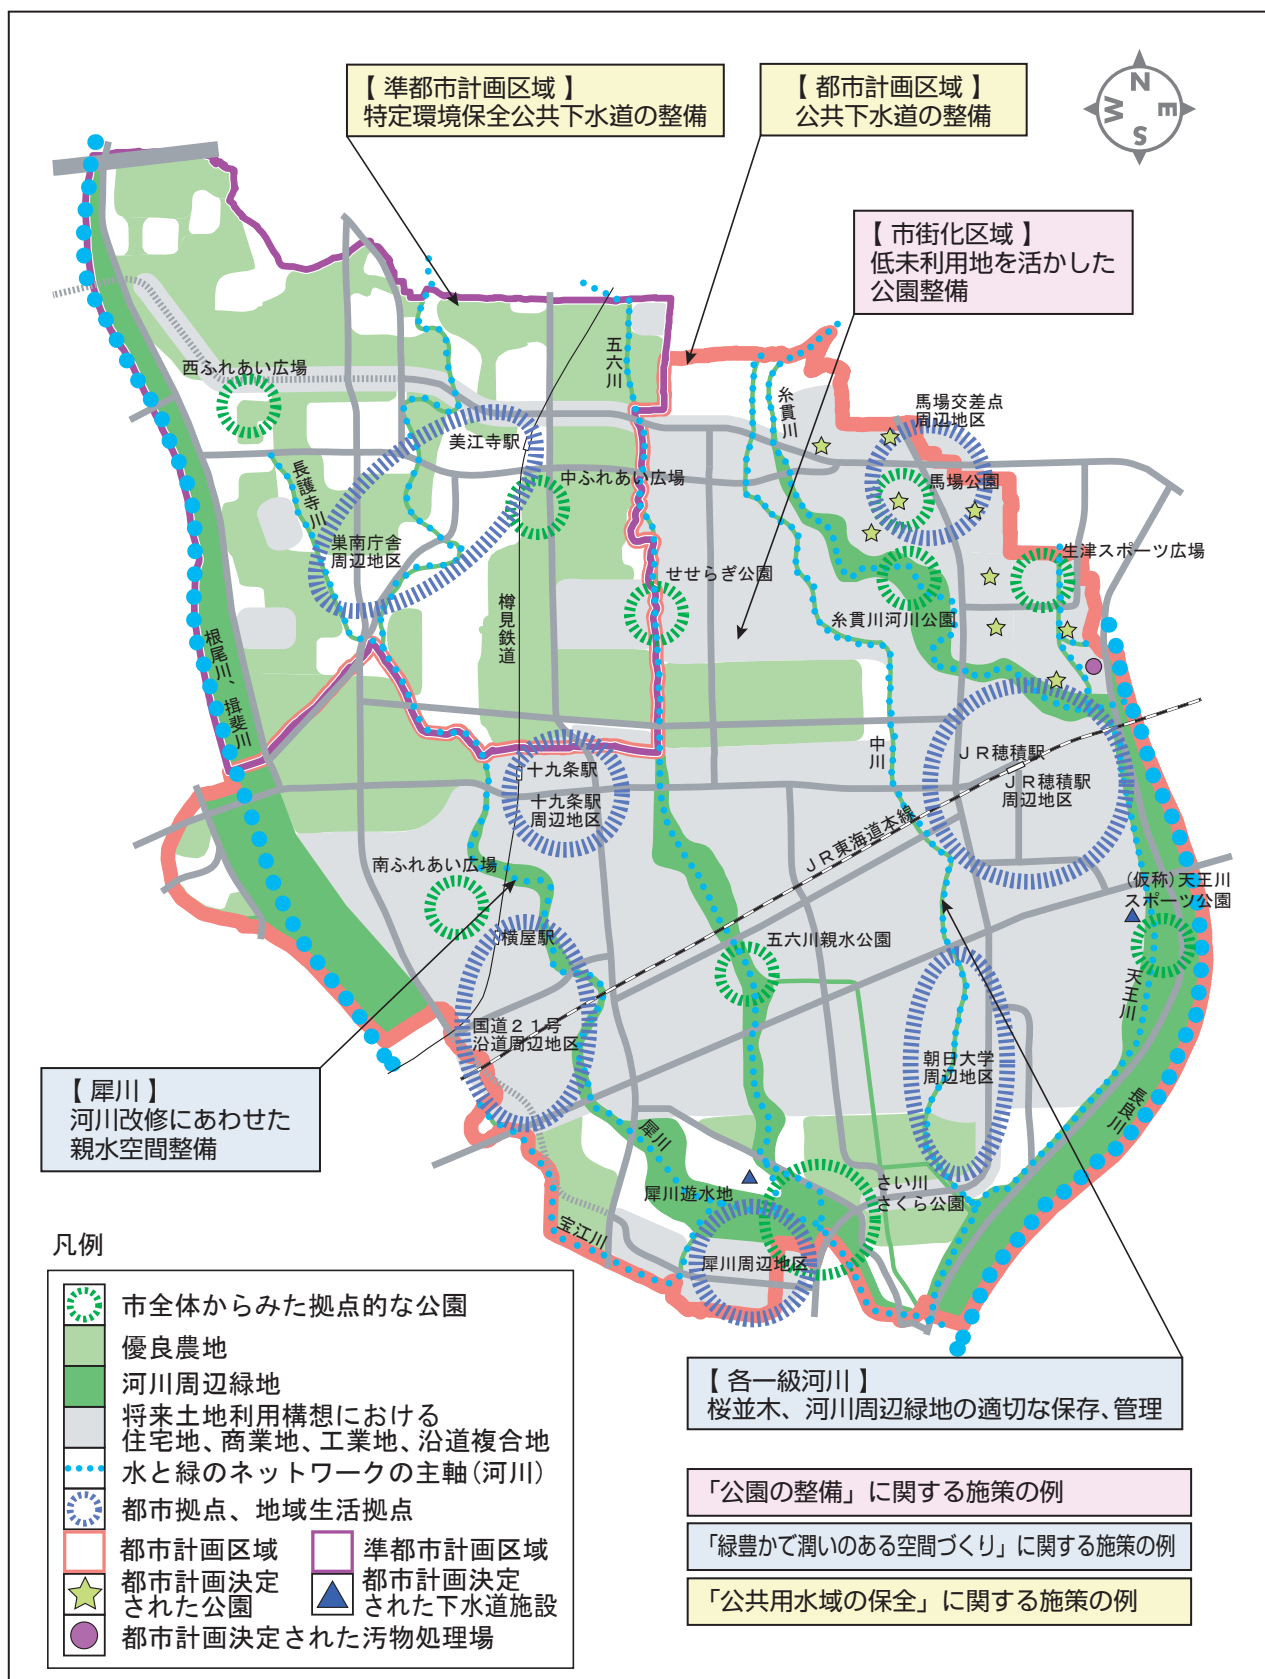 【 準都市計画区域 】
特定環境保全公共下水道の整備
【 都市計画区域 】
公共下水道の整備
N
E
S
W
【 市街化区域 】
低未利用地を活かした
公園整備
五六川
西ふれあい広場
糸貫川
馬場交差点
周辺地区
美江寺駅
長護寺川
中ふれあい広場
馬場公園
巣南庁舎
周辺地区
生津スポーツ広場
せせらぎ公園
樽見鉄道
糸貫川河川公園
根尾川、揖斐川
中川
JR穂積駅
JR穂積駅
周辺地区
十九条駅
十九条駅
周辺地区
JR東海道本線
南ふれあい広場
(仮称)天王川
スポーツ公園
横屋駅
五六川親水公園
天王川
国道21号
沿道周辺地区
朝日大学
周辺地区
【 犀川 】
河川改修にあわせた
親水空間整備
長良川
犀川
犀川遊水地
さい川
さくら公園
宝江川
犀川周辺地区
【 各一級河川 】
桜並木、河川周辺緑地の適切な保存、管理
凡例
市全体からみた拠点的な公園
優良農地
河川周辺緑地
将来土地利用構想における
住宅地、商業地、工業地、沿道複合地
水と緑のネットワークの主軸(河川)
都市拠点、地域生活拠点
都市計画区域
準都市計画区域
都市計画決定
された公園
都市計画決定
された下水道施設
都市計画決定された汚物処理場
「公園の整備」に関する施策の例
「緑豊かで潤いのある空間づくり」に関する施策の例
「公共用水域の保全」に関する施策の例